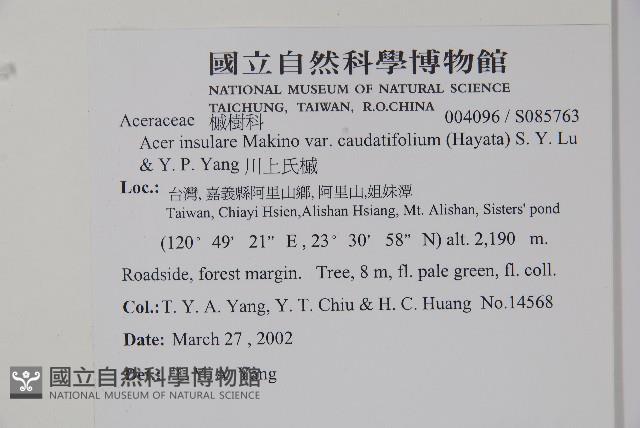 國立自然科學博物館
NATIONAL MUSEUM OF NATURAL SCIENCE
TAICHUNG, TAIWAN, R.O.CHINA
Aceraceae 槭樹科 004096 / S085763
Acer insulare Makino var. caudatifolium (Hayata) S. Y. Lu
& Y. P. Yang 川上氏槭
Loc.: 台灣, 嘉義縣阿里山鄉, 阿里山,姐妹潭
Taiwan, Chiayi Hsien,Alishan Hsiang, Mt. Alishan, Sisters' pond
(120° 49' 21" E , 23° 30' 58" N) alt. 2,190 m.
Roadside, forest margin. Tree, 8 m, fl. pale green, fl. coll.
Col.: T. Y. A. Yang, Y. T. Chiu & H. C. Huang No.14568
Date: March 27 , 2002
Yang
國立自然科學博物館
NATIONAL MUSEUM OF NATURAL SCIENCE